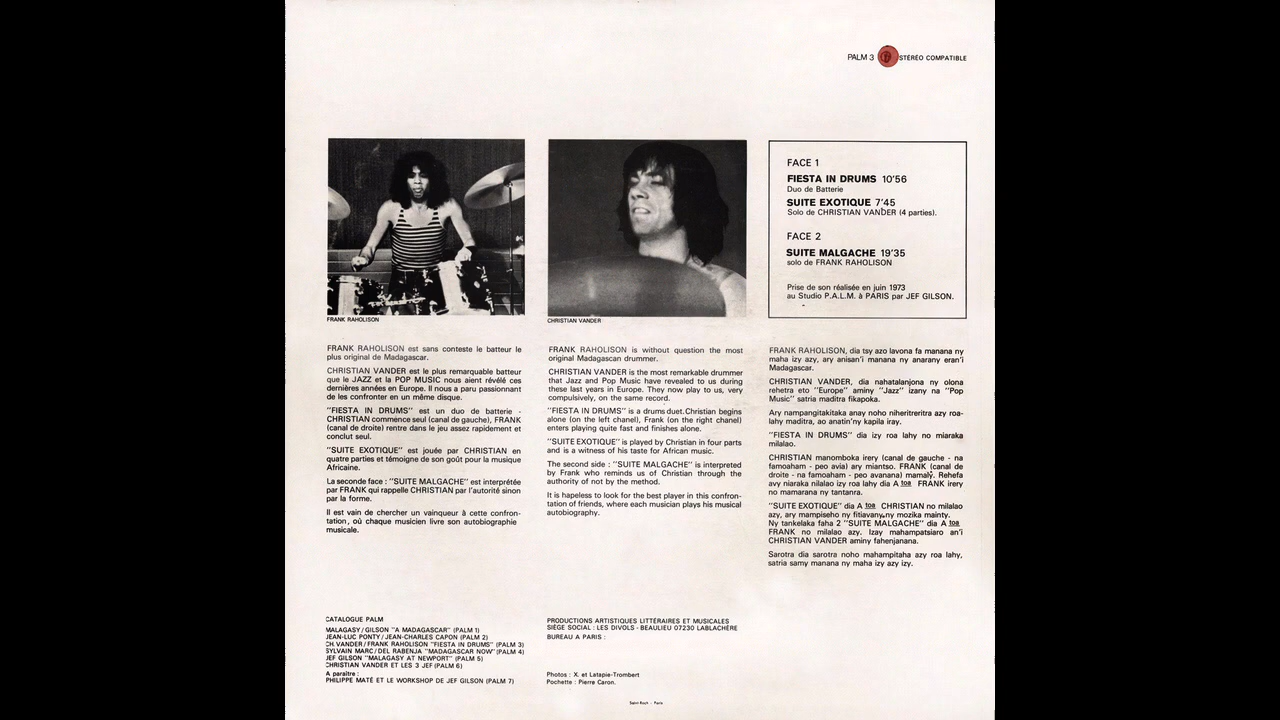 PALM 3 STÉRÉO COMPATIBLE
FRANK RAHOLISON
CHRISTIAN VANDER
FACE 1
FIESTA IN DRUMS 10'56
Duo de Batterie
SUITE EXOTIQUE 7'45
Solo de CHRISTIAN VANDER (4 parties).
FACE 2
SUITE MALGACHE 19'35
solo de FRANK RAHOLISON
Prise de son réalisée en juin 1973
au Studio P.A.L.M. à PARIS par JEF GILSON.
FRANK RAHOLISON est sans conteste le batteur le
plus original de Madagascar.
CHRISTIAN VANDER est le plus remarquable batteur
que le JAZZ et la POP MUSIC nous aient révélé ces
dernières années en Europe. Il nous a paru passionnant
de les confronter en un même disque.
"FIESTA IN DRUMS" est un duo de batterie -
CHRISTIAN commence seul (canal de gauche), FRANK
(canal de droite) rentre dans le jeu assez rapidement et
conclut seul.
"SUITE EXOTIQUE" est jouée par CHRISTIAN en
quatre parties et témoigne de son goût pour la musique
Africaine.
La seconde face : "SUITE MALGACHE" est interprétée
par FRANK qui rappelle CHRISTIAN par l'autorité sinon
par la forme.
Il est vain de chercher un vainqueur à cette confron-
tation, où chaque musicien livre son autobiographie
musicale.
FRANK RAHOLISON is without question the most
original Madagascan drummer.
CHRISTIAN VANDER is the most remarkable drummer
that Jazz and Pop Music have revealed to us during
these last years in Europe. They now play to us, very
compulsively, on the same record.
"FIESTA IN DRUMS" is a drums duet. Christian begins
alone (on the left chanel), Frank (on the right chanel)
enters playing quite fast and finishes alone.
"SUITE EXOTIQUE" is played by Christian in four parts
and is a witness of his taste for African music.
The second side : "SUITE MALGACHE" is interpreted
by Frank who reminds us of Christian through the
authority of not by the method.
It is hapeless to look for the best player in this confron-
tation of friends, where each musician plays his musical
autobiography.
FRANK RAHOLISON, dia tsy azo lavona fa manana ny
maha izy azy, ary anisan'i manana ny anarany eran'i
Madagascar.
CHRISTIAN VANDER, dia nahatalanjona ny olona
rehetra eto "Europe" aminy "Jazz" izany na "Pop
Music" satria maditra fikapoka.
Ary nampangitakitaka anay noho niheritreritra azy roa-
lahy maditra, ao anatin'ny kapila iray.
"FIESTA IN DRUMS" dia izy roa lahy no miaraka
milalao.
CHRISTIAN manomboka irery (canal de gauche - na
famoaham - peo avia) ary miantso. FRANK (canal de
droite - na famoaham - peo avanana) mamaly. Rehefa
avy niaraka nilalao izy roa lahy dia A toa FRANK irery
no mamarana ny tantanra.
"SUITE EXOTIQUE" dia A toa CHRISTIAN no milalao
azy, ary mampiseho ny fitiavany ny mozika mainty.
Ny tankelaka faha 2 "SUITE MALGACHE" dia A toa
FRANK no milalao azy. Izay mahampatsiaro an'i
CHRISTIAN VANDER aminy fahenjanana.
Sarotra dia sarotra noho mahampitaha azy roa lahy,
satria samy manana ny maha izy azy izy.
CATALOGUE PALM
MALAGASY/GILSON "A MADAGASCAR" (PALM 1)
JEAN-LUC PONTY/JEAN-CHARLES CAPON (PALM 2)
CH.VANDER/FRANK RAHOLISON "FIESTA IN DRUMS" (PALM 3)
SYLVAIN MARC/DEL RABENJA "MADAGASCAR NOW" (PALM 4)
JEF GILSON "MALAGASY AT NEWPORT" (PALM 5)
CHRISTIAN VANDER ET LES 3 JEF (PALM 6)
A paraitre :
PHILIPPE MATÉ ET LE WORKSHOP DE JEF GILSON (PALM 7)
PRODUCTIONS ARTISTIQUES LITTÉRAIRES ET MUSICALES
SIÈGE SOCIAL : LES DIVOLS - BEAULIEU 07230 LABLACHÈRE
BUREAU A PARIS :
Photos : X. et Latapie-Trombert
Pochette : Pierre Caron.
Saint Roch - Paris